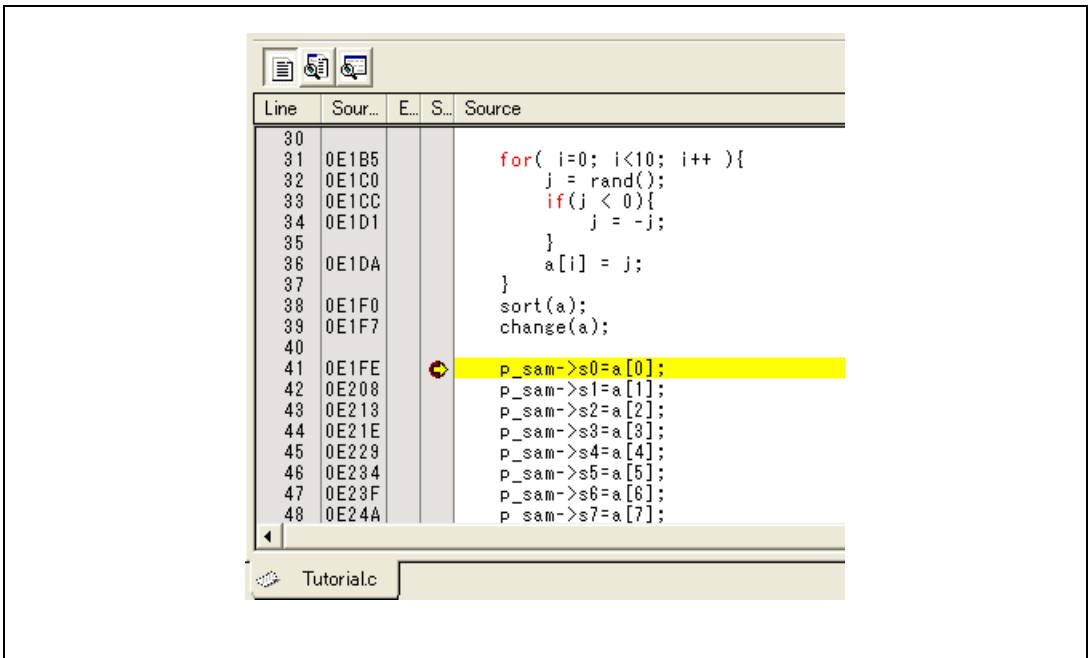 Line Sour... E... S... Source
30
31 0E1B5 for( i=0; i<10; i++ ){
32 0E1C0 j = rand();
33 0E1CC if(j < 0){
34 0E1D1 j = -j;
35 }
36 0E1DA a[i] = j;
37 }
38 0E1F0 sort(a);
39 0E1F7 change(a);
40
41 0E1FE p_sam->s0=a[0];
42 0E208 p_sam->s1=a[1];
43 0E213 p_sam->s2=a[2];
44 0E21E p_sam->s3=a[3];
45 0E229 p_sam->s4=a[4];
46 0E234 p_sam->s5=a[5];
47 0E23F p_sam->s6=a[6];
48 0E24A p_sam->s7=a[7];
Tutorial.c